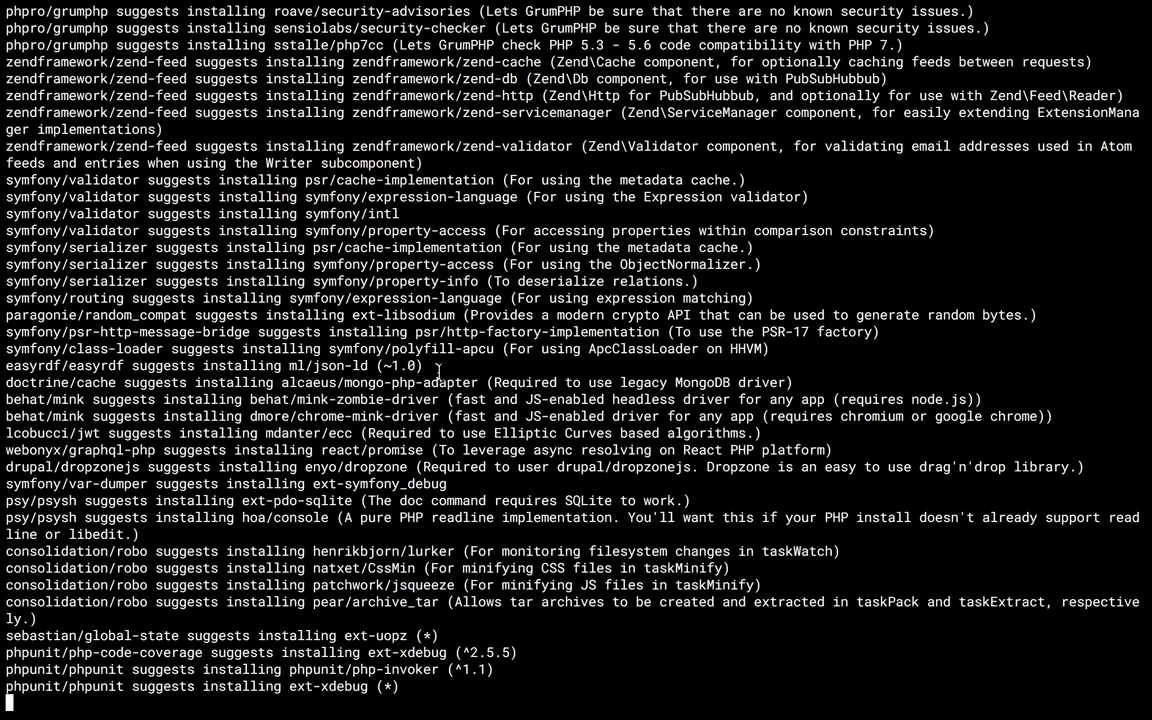 phpro/grumphp suggests installing roave/security-advisories (Lets GrumPHP be sure that there are no known security issues.)
phpro/grumphp suggests installing sensiolabs/security-checker (Lets GrumPHP be sure that there are no known security issues.)
phpro/grumphp suggests installing sstalle/php7cc (Lets GrumPHP check PHP 5.3 - 5.6 code compatibility with PHP 7.)
zendframework/zend-feed suggests installing zendframework/zend-cache (Zend\Cache component, for optionally caching feeds between requests)
zendframework/zend-feed suggests installing zendframework/zend-db (Zend\Db component, for use with PubSubHubbub)
zendframework/zend-feed suggests installing zendframework/zend-http (Zend\Http for PubSubHubbub, and optionally for use with Zend\Feed\Reader)
zendframework/zend-feed suggests installing zendframework/zend-servicemanager (Zend\ServiceManager component, for easily extending ExtensionMana
ger implementations)
zendframework/zend-feed suggests installing zendframework/zend-validator (Zend\Validator component, for validating email addresses used in Atom
feeds and entries when using the Writer subcomponent)
symfony/validator suggests installing psr/cache-implementation (For using the metadata cache.)
symfony/validator suggests installing symfony/expression-language (For using the Expression validator)
symfony/validator suggests installing symfony/intl
symfony/validator suggests installing symfony/property-access (For accessing properties within comparison constraints)
symfony/serializer suggests installing psr/cache-implementation (For using the metadata cache.)
symfony/serializer suggests installing symfony/property-access (For using the ObjectNormalizer.)
symfony/serializer suggests installing symfony/property-info (To deserialize relations.)
symfony/routing suggests installing symfony/expression-language (For using expression matching)
paragonie/random_compat suggests installing ext-libsodium (Provides a modern crypto API that can be used to generate random bytes.)
symfony/psr-http-message-bridge suggests installing psr/http-factory-implementation (To use the PSR-17 factory)
symfony/class-loader suggests installing symfony/polyfill-apcu (For using ApcClassLoader on HHVM)
easyrdf/easyrdf suggests installing ml/json-ld (~1.0)
doctrine/cache suggests installing alcaeus/mongo-php-adapter (Required to use legacy MongoDB driver)
behat/mink suggests installing behat/mink-zombie-driver (fast and JS-enabled headless driver for any app (requires node.js))
behat/mink suggests installing dmore/chrome-mink-driver (fast and JS-enabled driver for any app (requires chromium or google chrome))
lcobucci/jwt suggests installing mdanter/ecc (Required to use Elliptic Curves based algorithms.)
webonyx/graphql-php suggests installing react/promise (To leverage async resolving on React PHP platform)
drupal/dropzonejs suggests installing enyo/dropzone (Required to user drupal/dropzonejs. Dropzone is an easy to use drag'n'drop library.)
symfony/var-dumper suggests installing ext-symfony_debug
psy/psysh suggests installing ext-pdo-sqlite (The doc command requires SQLite to work.)
psy/psysh suggests installing hoa/console (A pure PHP readline implementation. You'll want this if your PHP install doesn't already support read
line or libedit.)
consolidation/robo suggests installing henrikbjorn/lurker (For monitoring filesystem changes in taskWatch)
consolidation/robo suggests installing natxet/CssMin (For minifying CSS files in taskMinify)
consolidation/robo suggests installing patchwork/jsqueeze (For minifying JS files in taskMinify)
consolidation/robo suggests installing pear/archive_tar (Allows tar archives to be created and extracted in taskPack and taskExtract, respective
ly.)
sebastian/global-state suggests installing ext-uopz (*)
phpunit/php-code-coverage suggests installing ext-xdebug (^2.5.5)
phpunit/phpunit suggests installing phpunit/php-invoker (^1.1)
phpunit/phpunit suggests installing ext-xdebug (*)